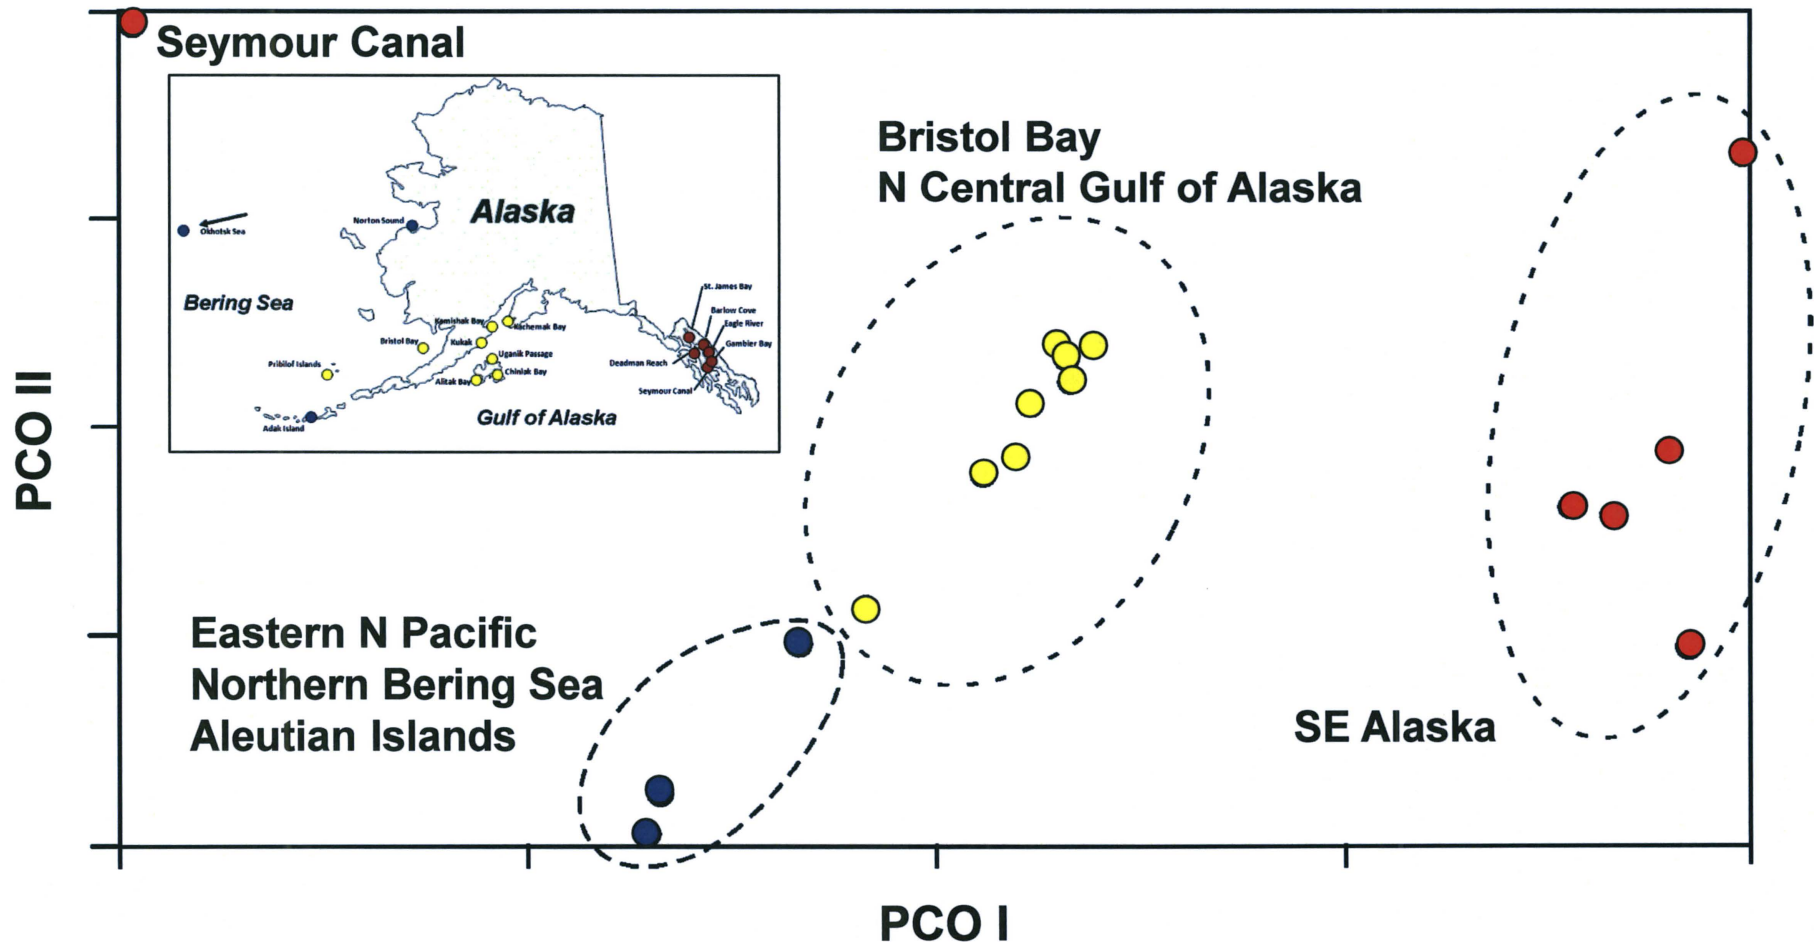 Seymour Canal
Alaska
Norton Sound
Okhotsk Sea
Bering Sea
St. James Bay
Barlow Cove
Eagle River
Gambier Bay
Kamishak Bay
Kachemak Bay
Bristol Bay
Kukak
Uganik Passage
Deadman Reach
Pribilof Islands
Chiniak Bay
Alitak Bay
Seymour Canal
Gulf of Alaska
Adak Island
Bristol Bay
N Central Gulf of Alaska
PCO II
Eastern N Pacific
Northern Bering Sea
Aleutian Islands
SE Alaska
PCO I